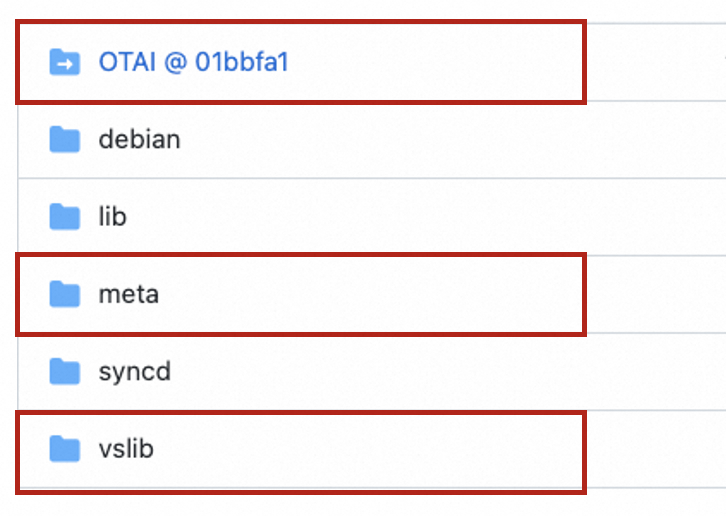 OTAI @ 01bbfa1
debian
lib
meta
syncd
vslib